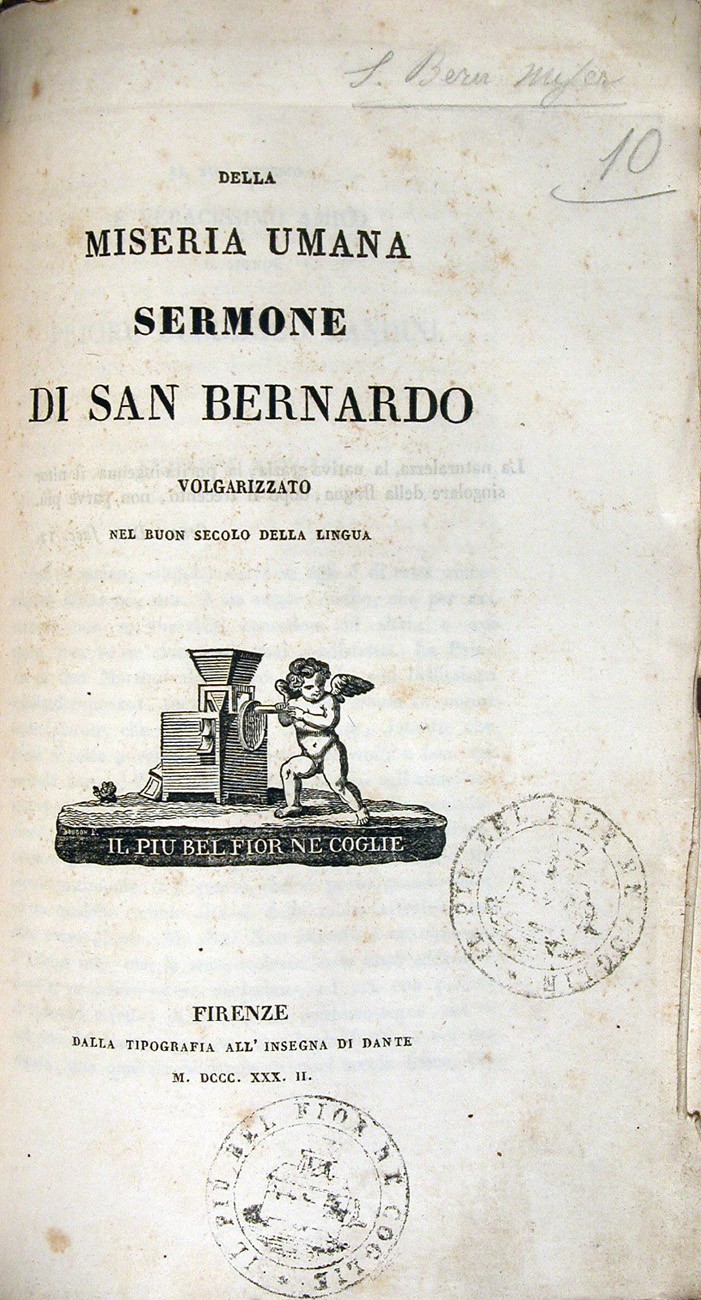 S. Bern
10
DELLA
MISERIA UMANA
SERMONE
DI SAN BERNARDO
VOLGARIZZATO
NEL BUON SECOLO DELLA LINGUA
IL PIU BEL FIOR NE COGLIE
IL PIU BEL FIOR NE COGLIE
FIRENZE
DALLA TIPOGRAFIA ALL' INSEGNA DI DANTE
M. DCCC. XXX. II.
IL PIU BEL FIOR NE COGLIE